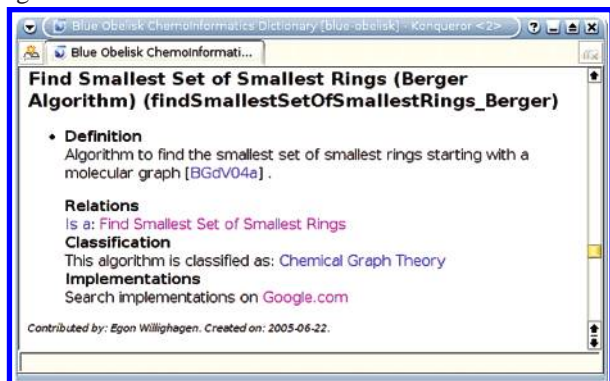 Blue Obelisk ChemoInformatics Dictionary [blue-obelisk] - Konqueror <2>
Blue Obelisk ChemoInformati...
Find Smallest Set of Smallest Rings (Berger
Algorithm) (findSmallestSetOfSmallestRings_Berger)
• Definition
Algorithm to find the smallest set of smallest rings starting with a
molecular graph [BGdV04a] .
Relations
Is a: Find Smallest Set of Smallest Rings
Classification
This algorithm is classified as: Chemical Graph Theory
Implementations
Search implementations on Google.com
Contributed by: Egon Willighagen. Created on: 2005-06-22.